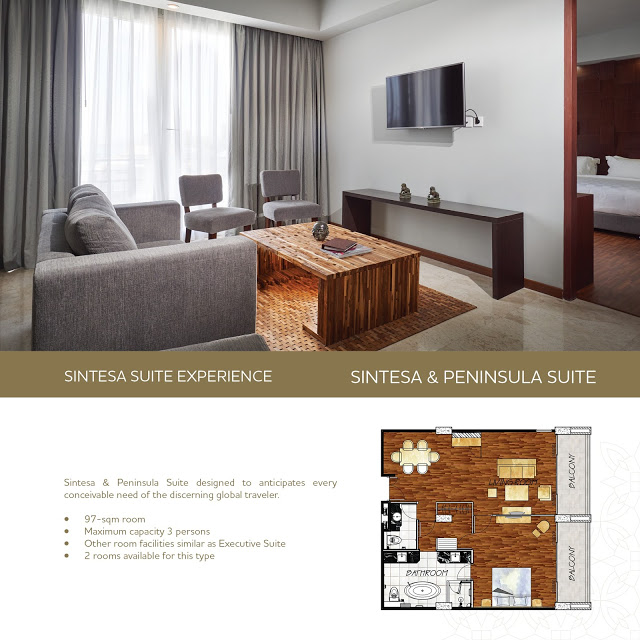 SINTESA SUITE EXPERIENCE
SINTESA & PENINSULA SUITE
Sintesa & Peninsula Suite designed to anticipates every
conceivable need of the discerning global traveler.
• 97-sqm room
• Maximum capacity 3 persons
• Other room facilities similar as Executive Suite
• 2 rooms available for this type
BALCONY
BALCONY
BATHROOM